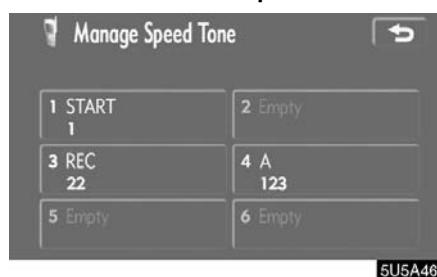 Manage Speed Tone
1 START
1
2 Empty
3 REC
22
4 A
123
5 Empty
6 Empty
5U5A46